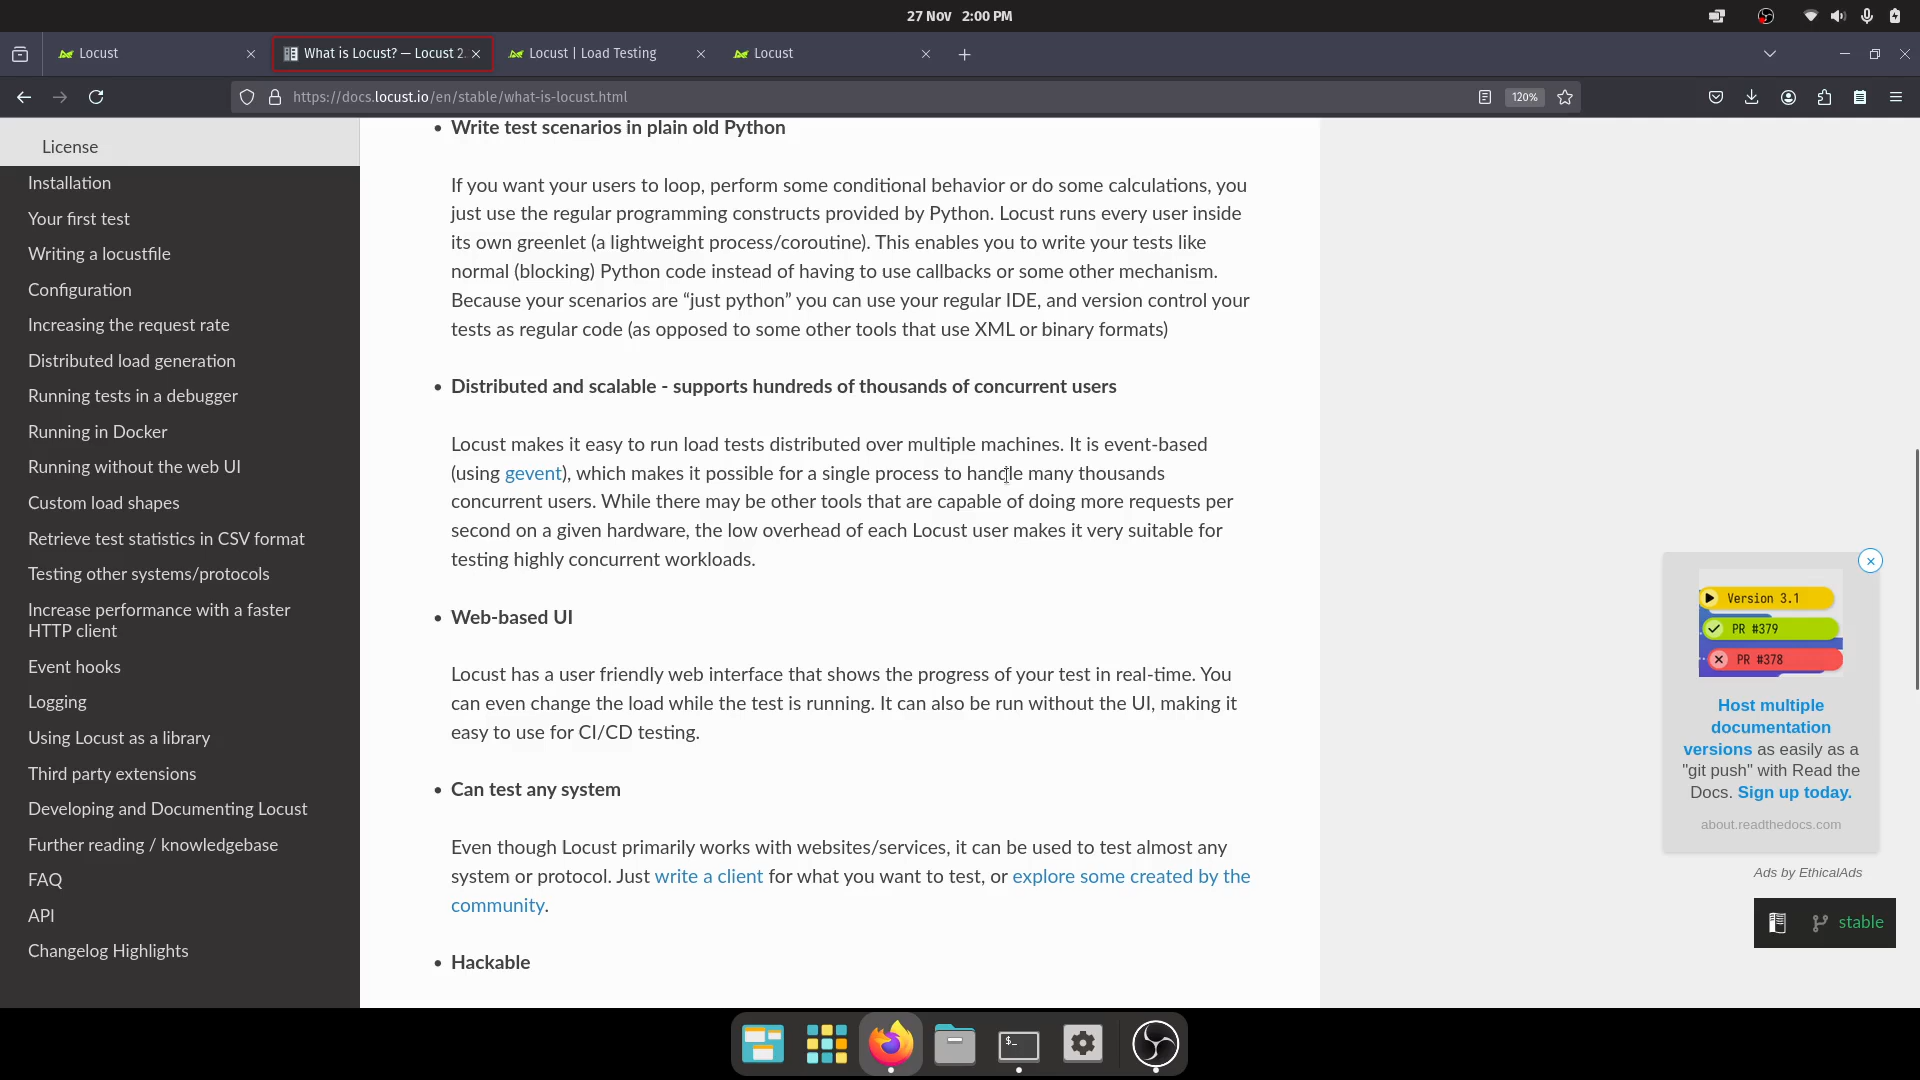 27 Nov 2:00 PM
Locust
What is Locust? — Locust 2.
Locust | Load Testing
Locust
https://docs.locust.io/en/stable/what-is-locust.html
120%
License
Installation
Your first test
Writing a locustfile
Configuration
Increasing the request rate
Distributed load generation
Running tests in a debugger
Running in Docker
Running without the web UI
Custom load shapes
Retrieve test statistics in CSV format
Testing other systems/protocols
Increase performance with a faster
HTTP client
Event hooks
Logging
Using Locust as a library
Third party extensions
Developing and Documenting Locust
Further reading / knowledgebase
FAQ
API
Changelog Highlights
• Write test scenarios in plain old Python
If you want your users to loop, perform some conditional behavior or do some calculations, you
just use the regular programming constructs provided by Python. Locust runs every user inside
its own greenlet (a lightweight process/coroutine). This enables you to write your tests like
normal (blocking) Python code instead of having to use callbacks or some other mechanism.
Because your scenarios are “just python” you can use your regular IDE, and version control your
tests as regular code (as opposed to some other tools that use XML or binary formats)
• Distributed and scalable - supports hundreds of thousands of concurrent users
Locust makes it easy to run load tests distributed over multiple machines. It is event-based
(using gevent), which makes it possible for a single process to handle many thousands
concurrent users. While there may be other tools that are capable of doing more requests per
second on a given hardware, the low overhead of each Locust user makes it very suitable for
testing highly concurrent workloads.
• Web-based UI
Locust has a user friendly web interface that shows the progress of your test in real-time. You
can even change the load while the test is running. It can also be run without the UI, making it
easy to use for CI/CD testing.
• Can test any system
Even though Locust primarily works with websites/services, it can be used to test almost any
system or protocol. Just write a client for what you want to test, or explore some created by the
community.
• Hackable
Version 3.1
PR #379
PR #378
Host multiple
documentation
versions as easily as a
"git push" with Read the
Docs. Sign up today.
about.readthedocs.com
Ads by EthicalAds
stable
$_